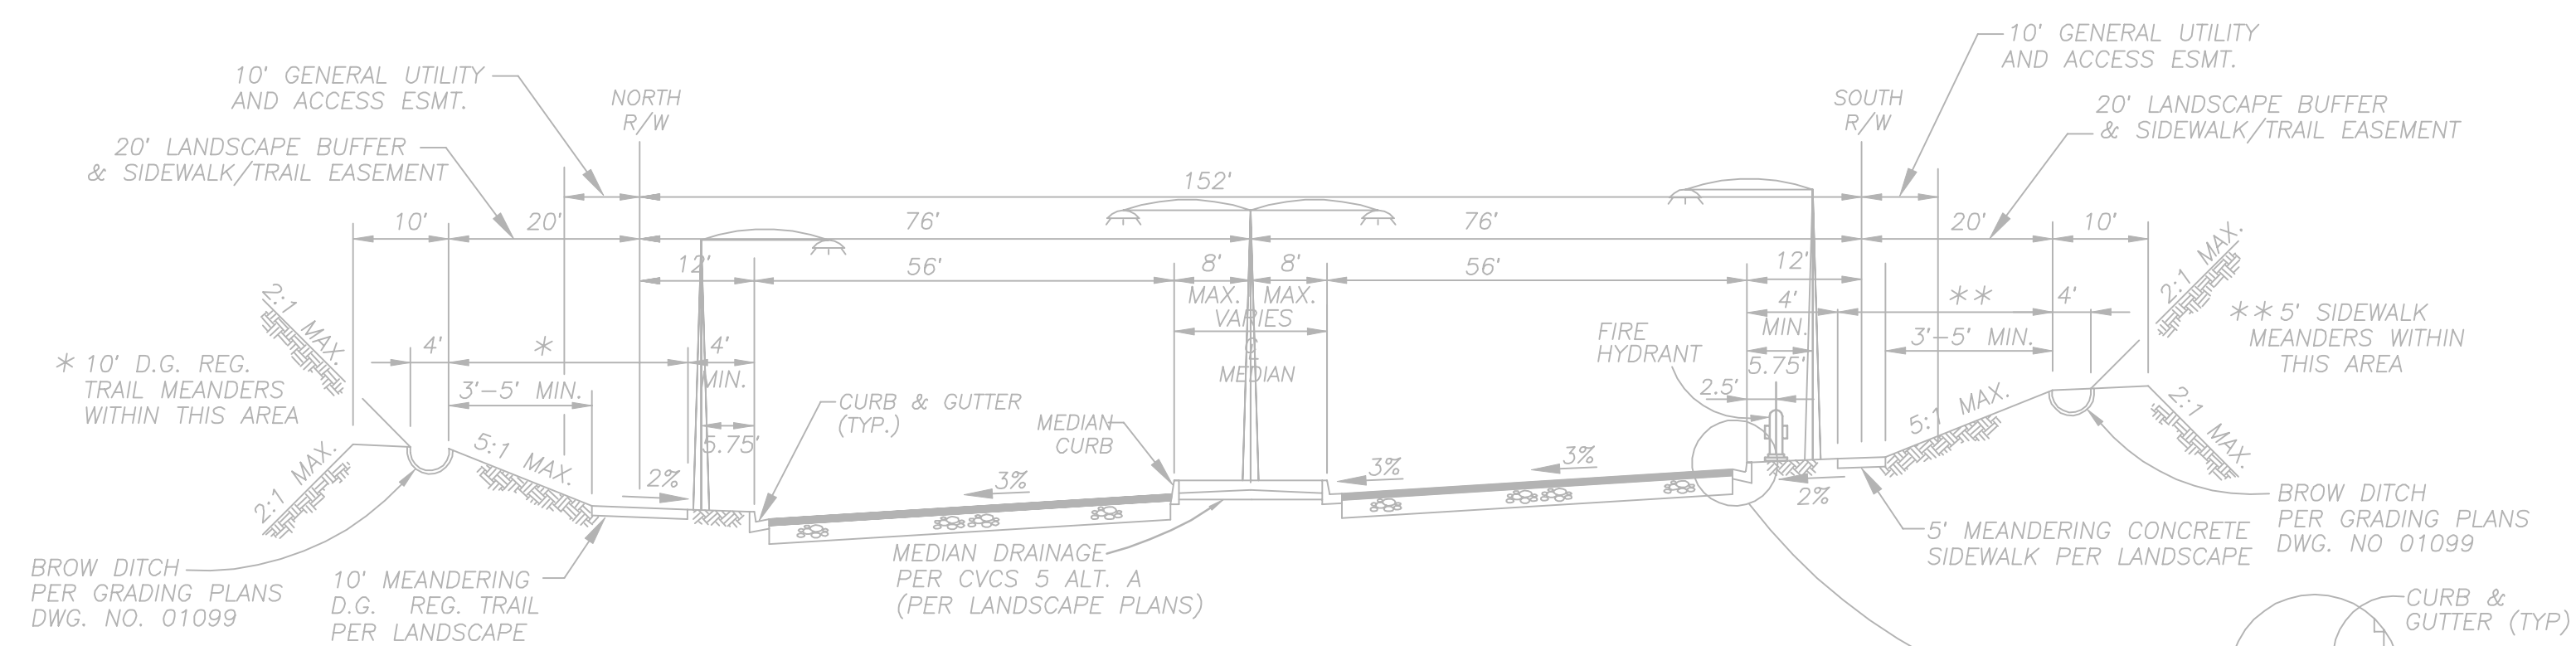 10' GENERAL UTILITY
AND ACCESS ESMT.
20' LANDSCAPE BUFFER
& SIDEWALK/TRAIL EASEMENT
NORTH
R/W
SOUTH
R/W
10' GENERAL UTILITY
AND ACCESS ESMT.
20' LANDSCAPE BUFFER
& SIDEWALK/TRAIL EASEMENT
152'
10'
20'
76'
76'
20'
10'
12'
56'
8'
8'
56'
12'
MAX.
MAX.
VARIES
℄
MEDIAN
2:1 MAX.
* 10' D.G. REG.
TRAIL MEANDERS
WITHIN THIS AREA
4'
*
4'
MIN.
3'-5' MIN.
5.75'
2:1 MAX.
5:1 MAX.
2%
CURB & GUTTER
(TYP.)
MEDIAN
CURB
3%
3%
3%
FIRE
HYDRANT
4'
MIN.
5.75'
2.5'
**
4'
3'-5' MIN.
2:1 MAX.
** 5' SIDEWALK
MEANDERS WITHIN
THIS AREA
5:1 MAX.
2:1 MAX.
2%
BROW DITCH
PER GRADING PLANS
DWG. NO. 01099
10' MEANDERING
D.G. REG. TRAIL
PER LANDSCAPE
MEDIAN DRAINAGE
PER CVCS 5 ALT. A
(PER LANDSCAPE PLANS)
5' MEANDERING CONCRETE
SIDEWALK PER LANDSCAPE
BROW DITCH
PER GRADING PLANS
DWG. NO 01099
CURB &
GUTTER (TYP)